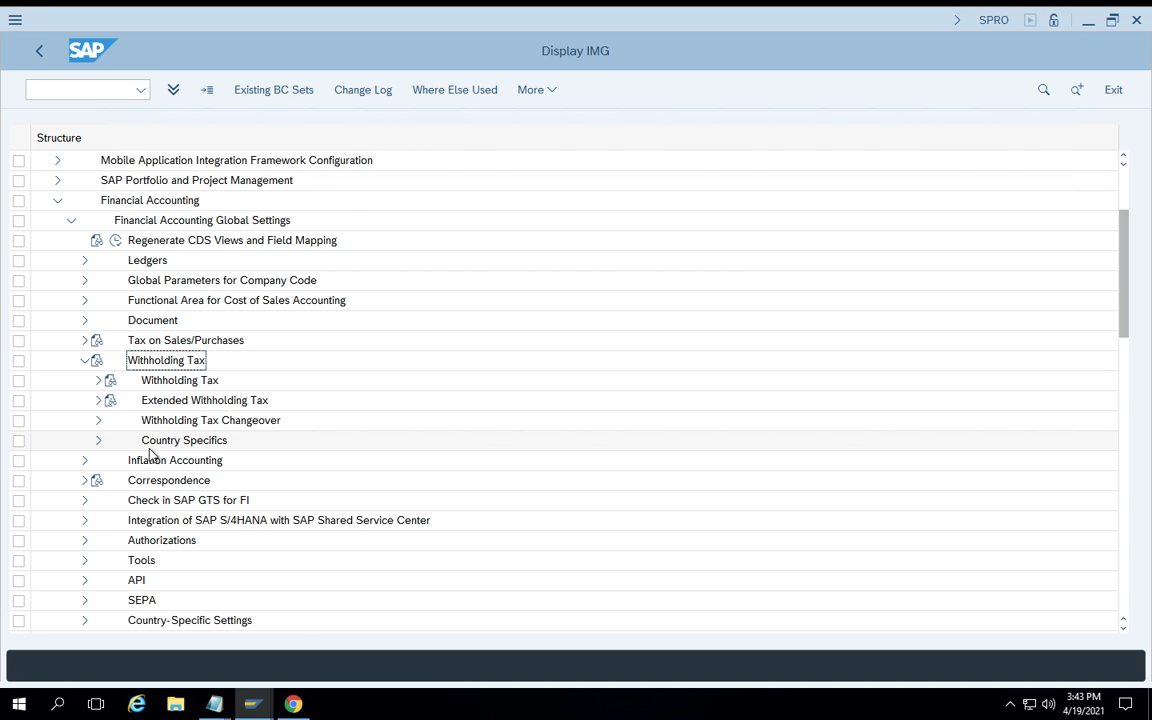 SPRO
SAP
Display IMG
Existing BC Sets
Change Log
Where Else Used
More
Exit
Structure
Mobile Application Integration Framework Configuration
SAP Portfolio and Project Management
Financial Accounting
Financial Accounting Global Settings
Regenerate CDS Views and Field Mapping
Ledgers
Global Parameters for Company Code
Functional Area for Cost of Sales Accounting
Document
Tax on Sales/Purchases
Withholding Tax
Withholding Tax
Extended Withholding Tax
Withholding Tax Changeover
Country Specifics
Inflation Accounting
Correspondence
Check in SAP GTS for FI
Integration of SAP S/4HANA with SAP Shared Service Center
Authorizations
Tools
API
SEPA
Country-Specific Settings
3:43 PM
4/19/2021